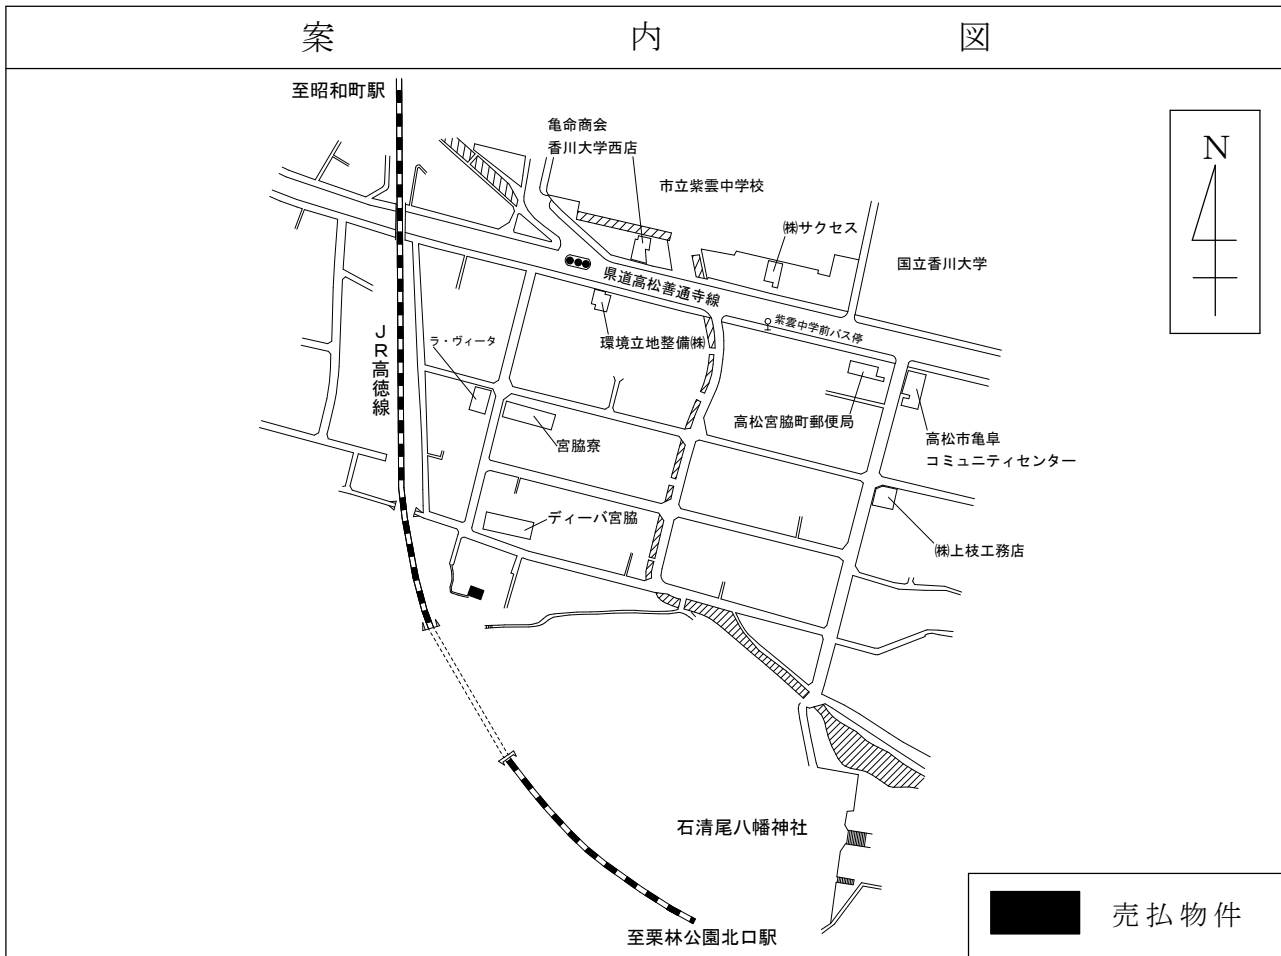 案内図
至昭和町駅
亀命商会
香川大学西店
市立紫雲中学校
㈱サクセス
国立香川大学
N
県道高松善通寺線
紫雲中学前バス停
環境立地整備㈱
JR高徳線
ラ・ヴィータ
高松宮脇町郵便局
宮脇寮
高松市亀阜
コミュニティセンター
ディーバ宮脇
㈱上枝工務店
石清尾八幡神社
至栗林公園北口駅
売払物件